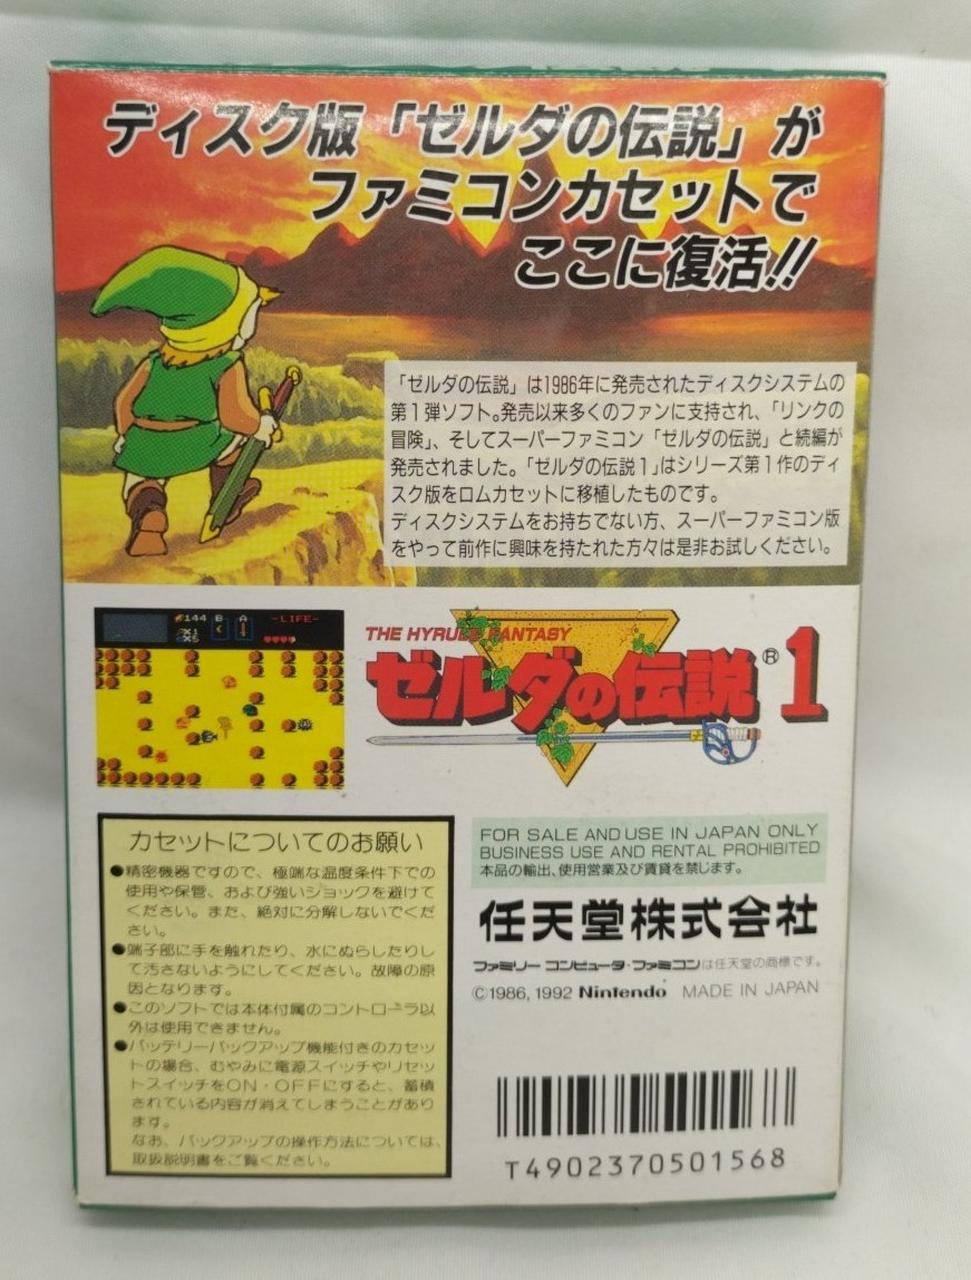 ディスク版「ゼルダの伝説」が
ファミコンカセットで
ここに復活!!
「ゼルダの伝説」は1986年に発売されたディスクシステムの
第1弾ソフト。発売以来多くのファンに支持され、「リンクの
冒険」、そしてスーパーファミコン「ゼルダの伝説」と続編が
発売されました。「ゼルダの伝説1」はシリーズ第1作のディ
スク版をロムカセットに移植したものです。
ディスクシステムをお持ちでない方、スーパーファミコン版
をやって前作に興味を持たれた方々は是非お試しください。
144 B A -LIFE-
X1
X5
THE HYRULE FANTASY
ゼルダの伝説®1
カセットについてのお願い
●精密機器ですので、極端な温度条件下での
使用や保管、および強いショックを避けて
ください。また、絶対に分解しないでくだ
さい。
●端子部に手を触れたり、水にぬらしたりし
て汚さないようにしてください。故障の原
因となります。
●このソフトでは本体付属のコントローラ以
外は使用できません。
●バッテリーバックアップ機能付きのカセッ
トの場合、むやみに電源スイッチやリセッ
トスイッチをON・OFFにすると、蓄積
されている内容が消えてしまうことがあり
ます。
なお、バックアップの操作方法については、
取扱説明書をご覧ください。
FOR SALE AND USE IN JAPAN ONLY
BUSINESS USE AND RENTAL PROHIBITED
本品の輸出、使用営業及び賃貸を禁じます。
任天堂株式会社
ファミリーコンピュータ・ファミコンは任天堂の商標です。
©1986, 1992 Nintendo MADE IN JAPAN
T4902370501568